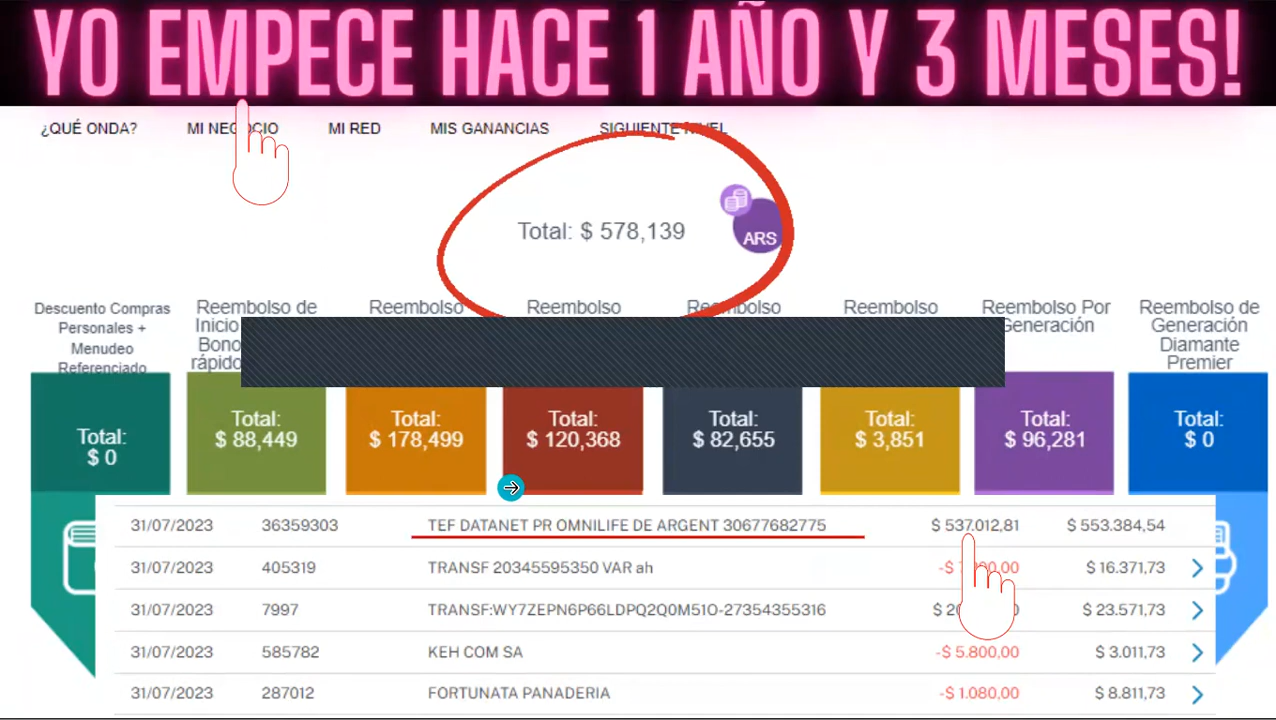 YO EMPECE HACE 1 AÑO Y 3 MESES!
¿QUÉ ONDA? MI NEGOCIO MI RED MIS GANANCIAS SIGUIENTE NIVEL
Total: $ 578,139
ARS
Descuento Compras
Personales +
Menudeo
Referenciado
Reembolso de
Inicio
Bono
rápido
Reembolso
Reembolso
Reembolso
Reembolso
Reembolso Por
Generación
Reembolso de
Generación
Diamante
Premier
Total:
$ 0
Total:
$ 88,449
Total:
$ 178,499
Total:
$ 120,368
Total:
$ 82,655
Total:
$ 3,851
Total:
$ 96,281
Total:
$ 0
31/07/2023 36359303 TEF DATANET PR OMNILIFE DE ARGENT 30677682775 $ 537.012,81 $ 553.384,54
31/07/2023 405319 TRANSF 20345595350 VAR ah $ 16.371,73
31/07/2023 7997 TRANSF:WY7ZEPN6P66LDPQ2Q0M51O-27354355316 $ 23.571,73
31/07/2023 585782 KEH COM SA -$ 5.800,00 $ 3.011,73
31/07/2023 287012 FORTUNATA PANADERIA -$ 1.080,00 $ 8.811,73